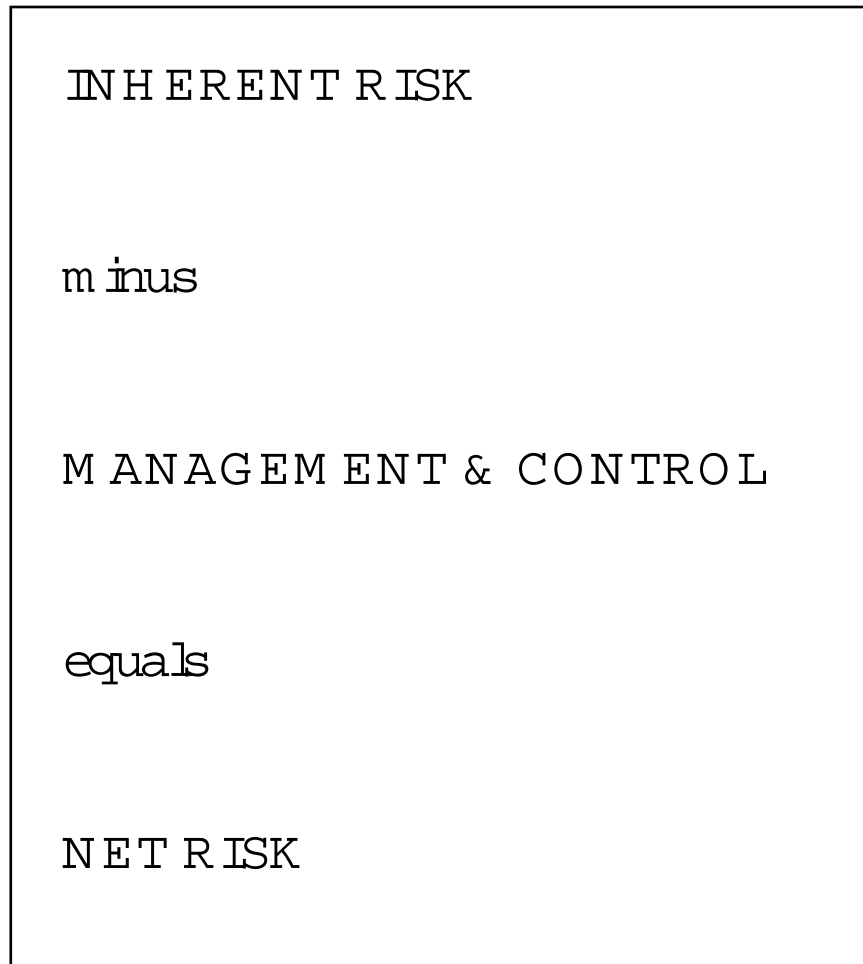 INHERENT RISK
minus
MANAGEMENT & CONTROL
equals
NET RISK